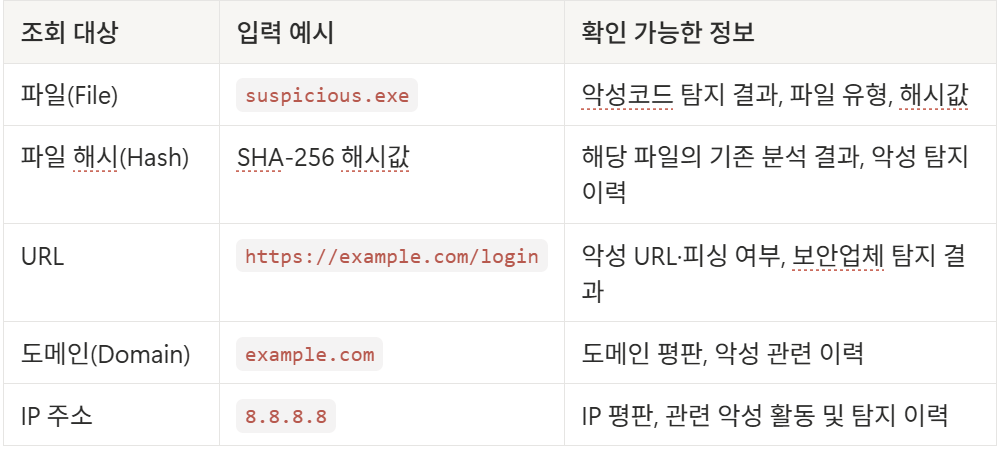 조회 대상 입력 예시 확인 가능한 정보
파일(File) suspicious.exe 악성코드 탐지 결과, 파일 유형, 해시값
파일 해시(Hash) SHA-256 해시값 해당 파일의 기존 분석 결과, 악성 탐지
이력
URL https://example.com/login 악성 URL·피싱 여부, 보안업체 탐지 결
과
도메인(Domain) example.com 도메인 평판, 악성 관련 이력
IP 주소 8.8.8.8 IP 평판, 관련 악성 활동 및 탐지 이력